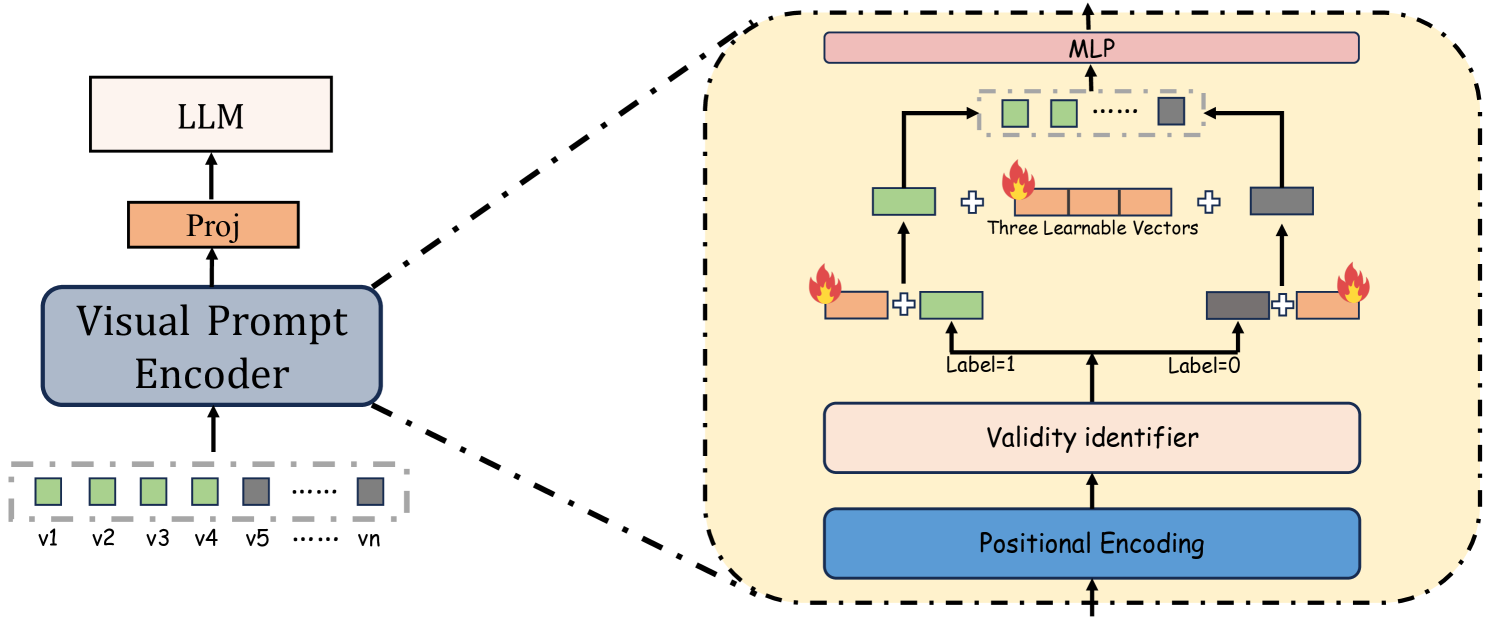 LLM
Proj
Visual Prompt
Encoder
......
v1 v2 v3 v4 v5 ...... vn
MLP
......
Three Learnable Vectors
Label=1
Label=0
Validity identifier
Positional Encoding